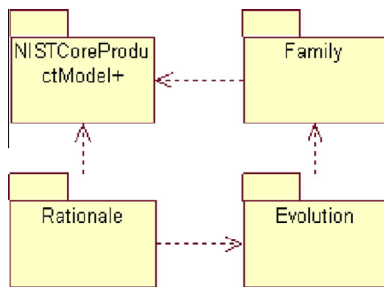 NISTCoreProdu
ctModel+
Family
Rationale
Evolution